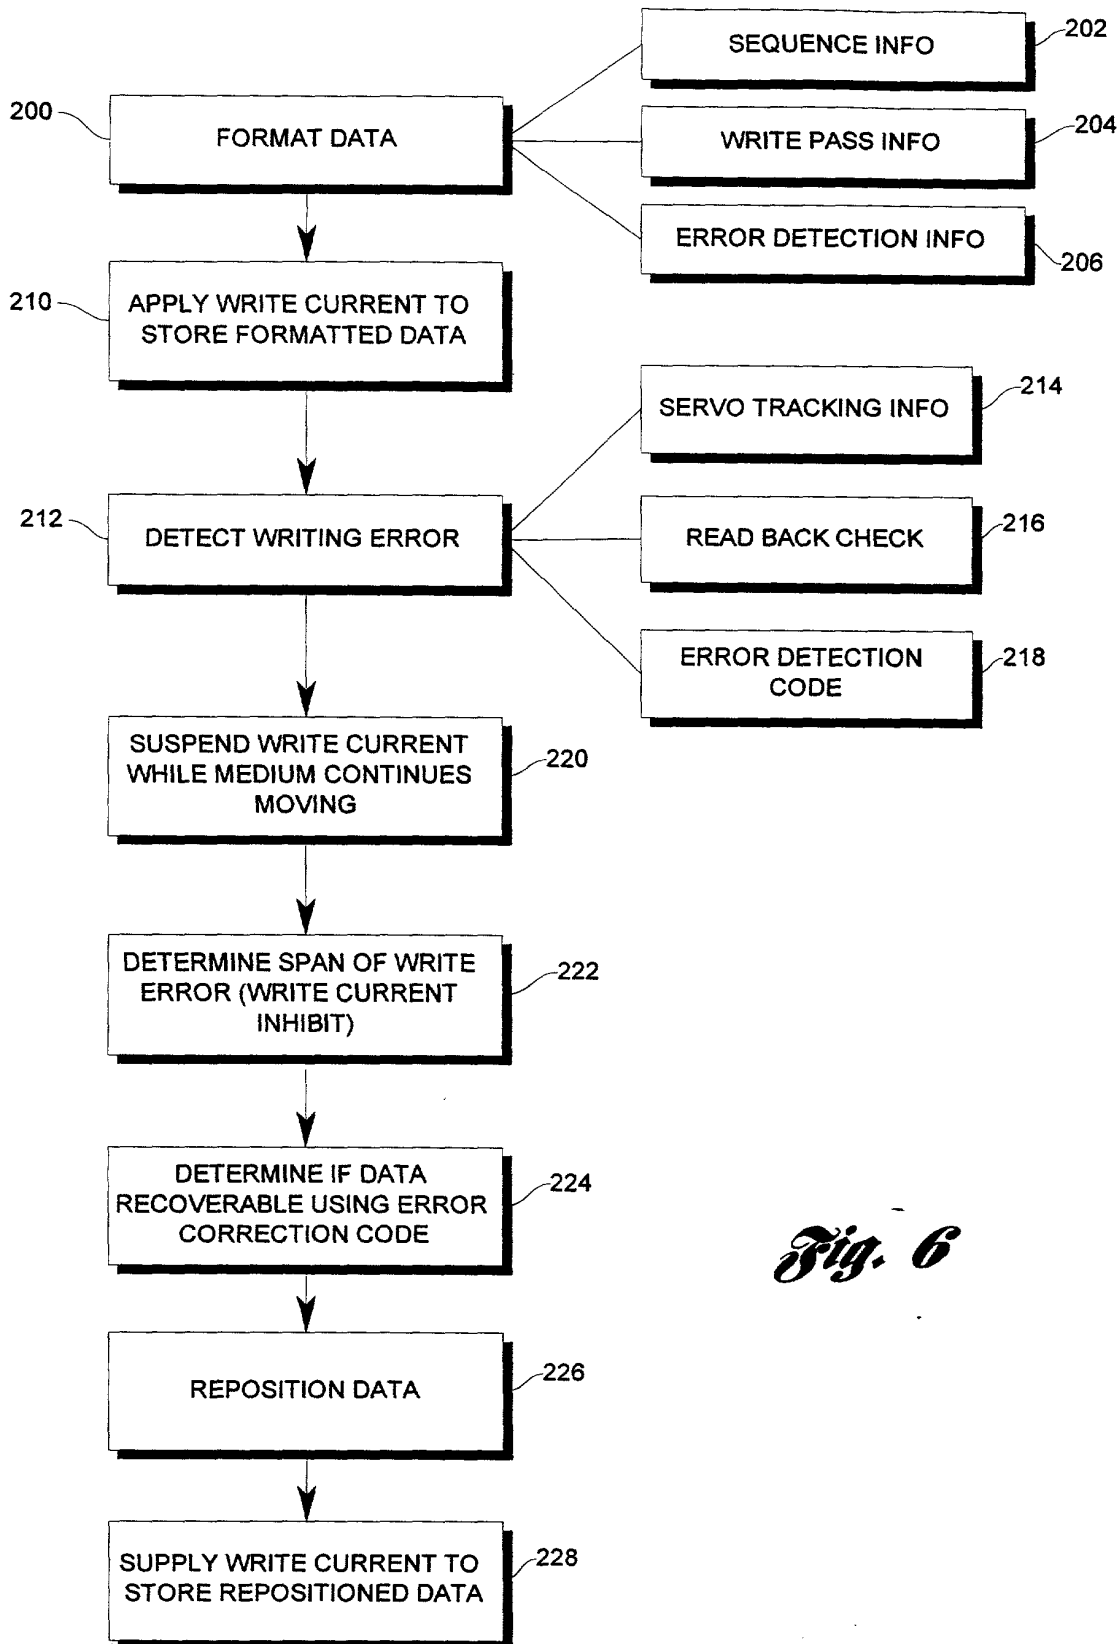 SEQUENCE INFO
202
200
FORMAT DATA
WRITE PASS INFO
204
ERROR DETECTION INFO
206
210
APPLY WRITE CURRENT TO
STORE FORMATTED DATA
SERVO TRACKING INFO
214
212
DETECT WRITING ERROR
READ BACK CHECK
216
ERROR DETECTION
CODE
218
SUSPEND WRITE CURRENT
WHILE MEDIUM CONTINUES
MOVING
220
DETERMINE SPAN OF WRITE
ERROR (WRITE CURRENT
INHIBIT)
222
DETERMINE IF DATA
RECOVERABLE USING ERROR
CORRECTION CODE
224
Fig. 6
REPOSITION DATA
226
SUPPLY WRITE CURRENT TO
STORE REPOSITIONED DATA
228